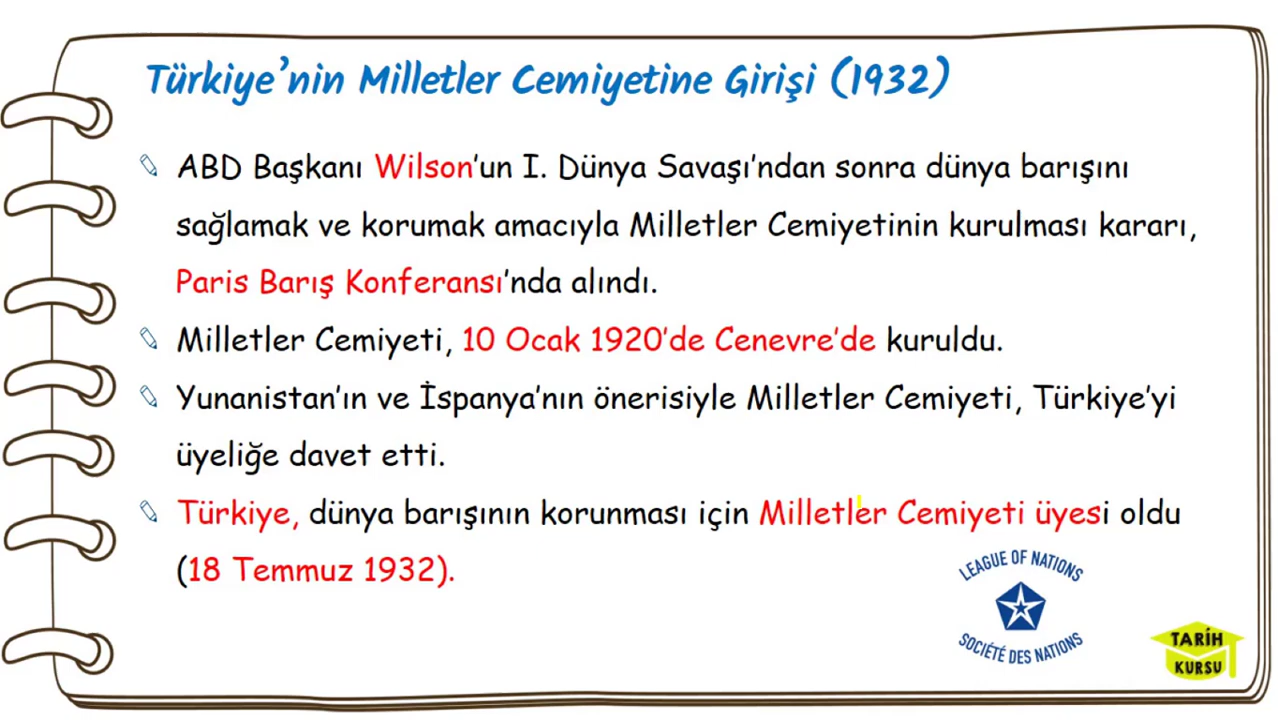 Türkiye’nin Milletler Cemiyetine Girişi (1932)
ABD Başkanı Wilson’un I. Dünya Savaşı’ndan sonra dünya barışını
sağlamak ve korumak amacıyla Milletler Cemiyetinin kurulması kararı,
Paris Barış Konferansı’nda alındı.
Milletler Cemiyeti, 10 Ocak 1920’de Cenevre’de kuruldu.
Yunanistan’ın ve İspanya’nın önerisiyle Milletler Cemiyeti, Türkiye’yi
üyeliğe davet etti.
Türkiye, dünya barışının korunması için Milletler Cemiyeti üyesi oldu
(18 Temmuz 1932).
LEAGUE OF NATIONS
SOCIÉTÉ DES NATIONS
TARİH
KURSU